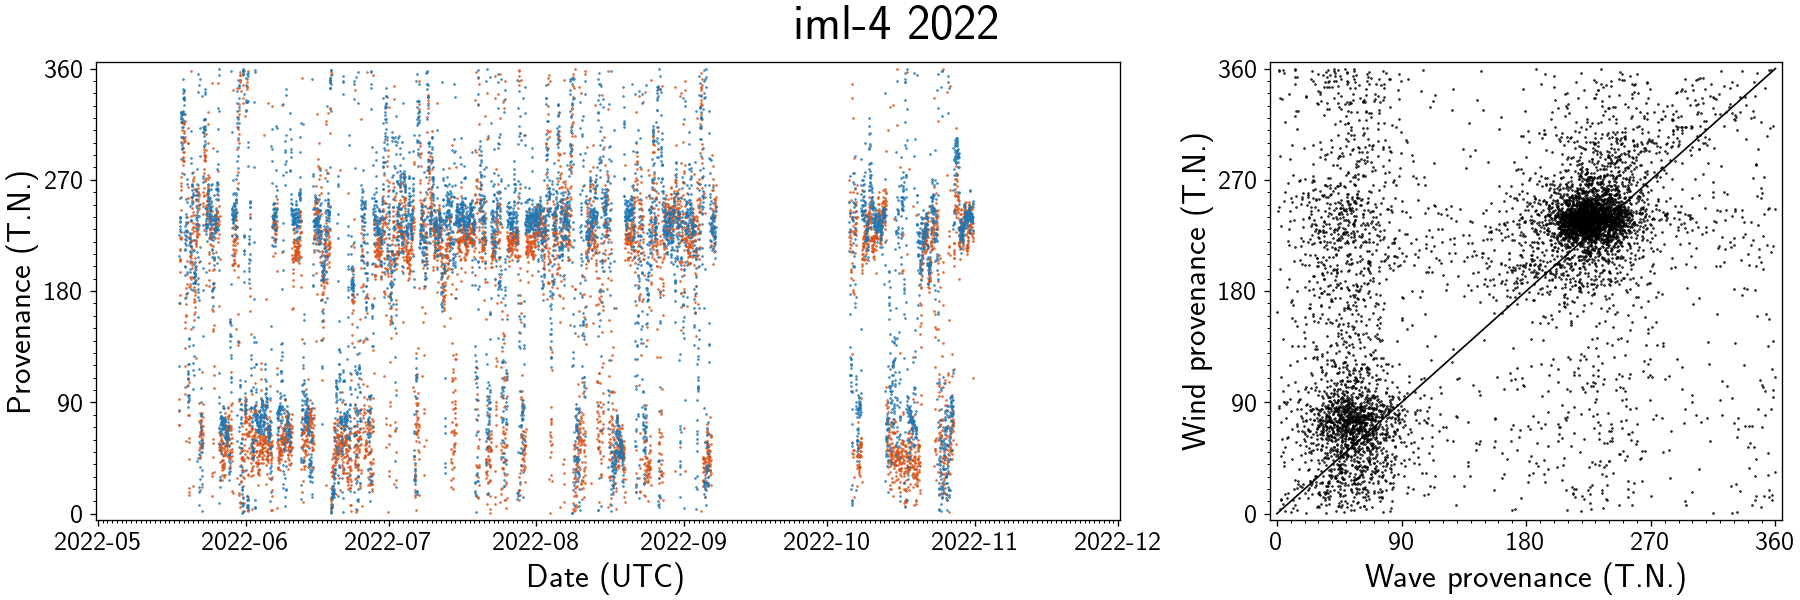 iml-4 2022
Provenance (T.N.)
360
270
180
90
0
2022-05 2022-06 2022-07 2022-08 2022-09 2022-10 2022-11 2022-12
Date (UTC)
Wind provenance (T.N.)
360
270
180
90
0
0 90 180 270 360
Wave provenance (T.N.)